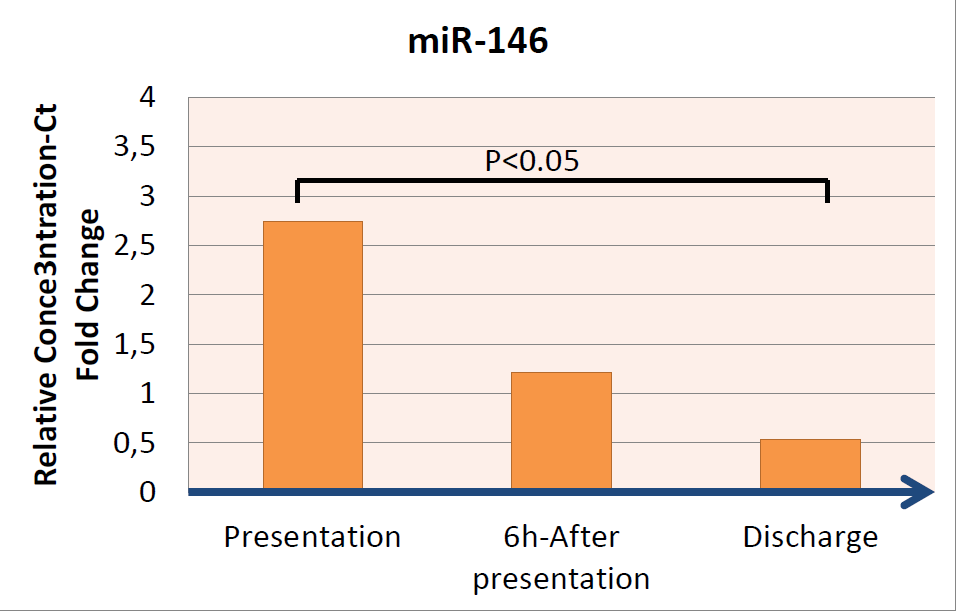 miR-146
Relative Conce3ntration-Ct
Fold Change
4
3,5
3
2,5
2
1,5
1
0,5
0
P<0.05
Presentation
6h-After
presentation
Discharge